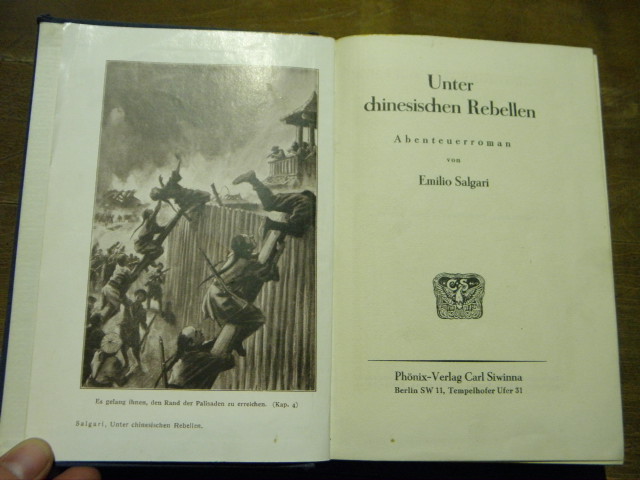 Es gelang ihnen, den Rand der Palisaden zu erreichen. (Kap. 4)
Salgari, Unter chinesischen Rebellen.
Unter
chinesischen Rebellen
Abenteuerroman
von
Emilio Salgari
C S
Phönix-Verlag Carl Siwinna
Berlin SW 11, Tempelhofer Ufer 31